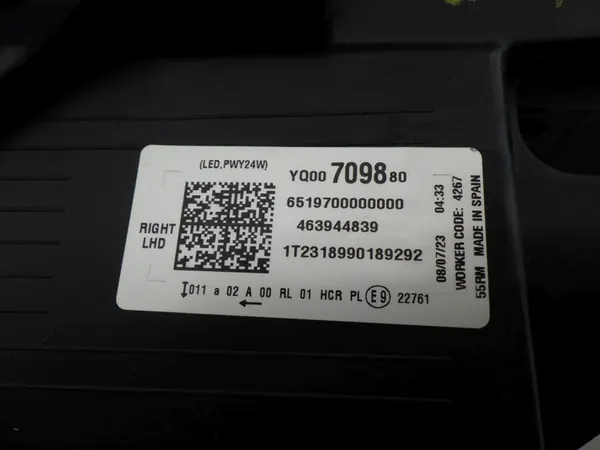 (LED,PWY24W)
YQ00 7098 80
6519700000000
463944839
1T2318990189292
RIGHT
LHD
I011 a 02 A 00 RL 01 HCR PL E9 22761
←
08/07/23 04:33
WORKER CODE: 4267
55RM MADE IN SPAIN